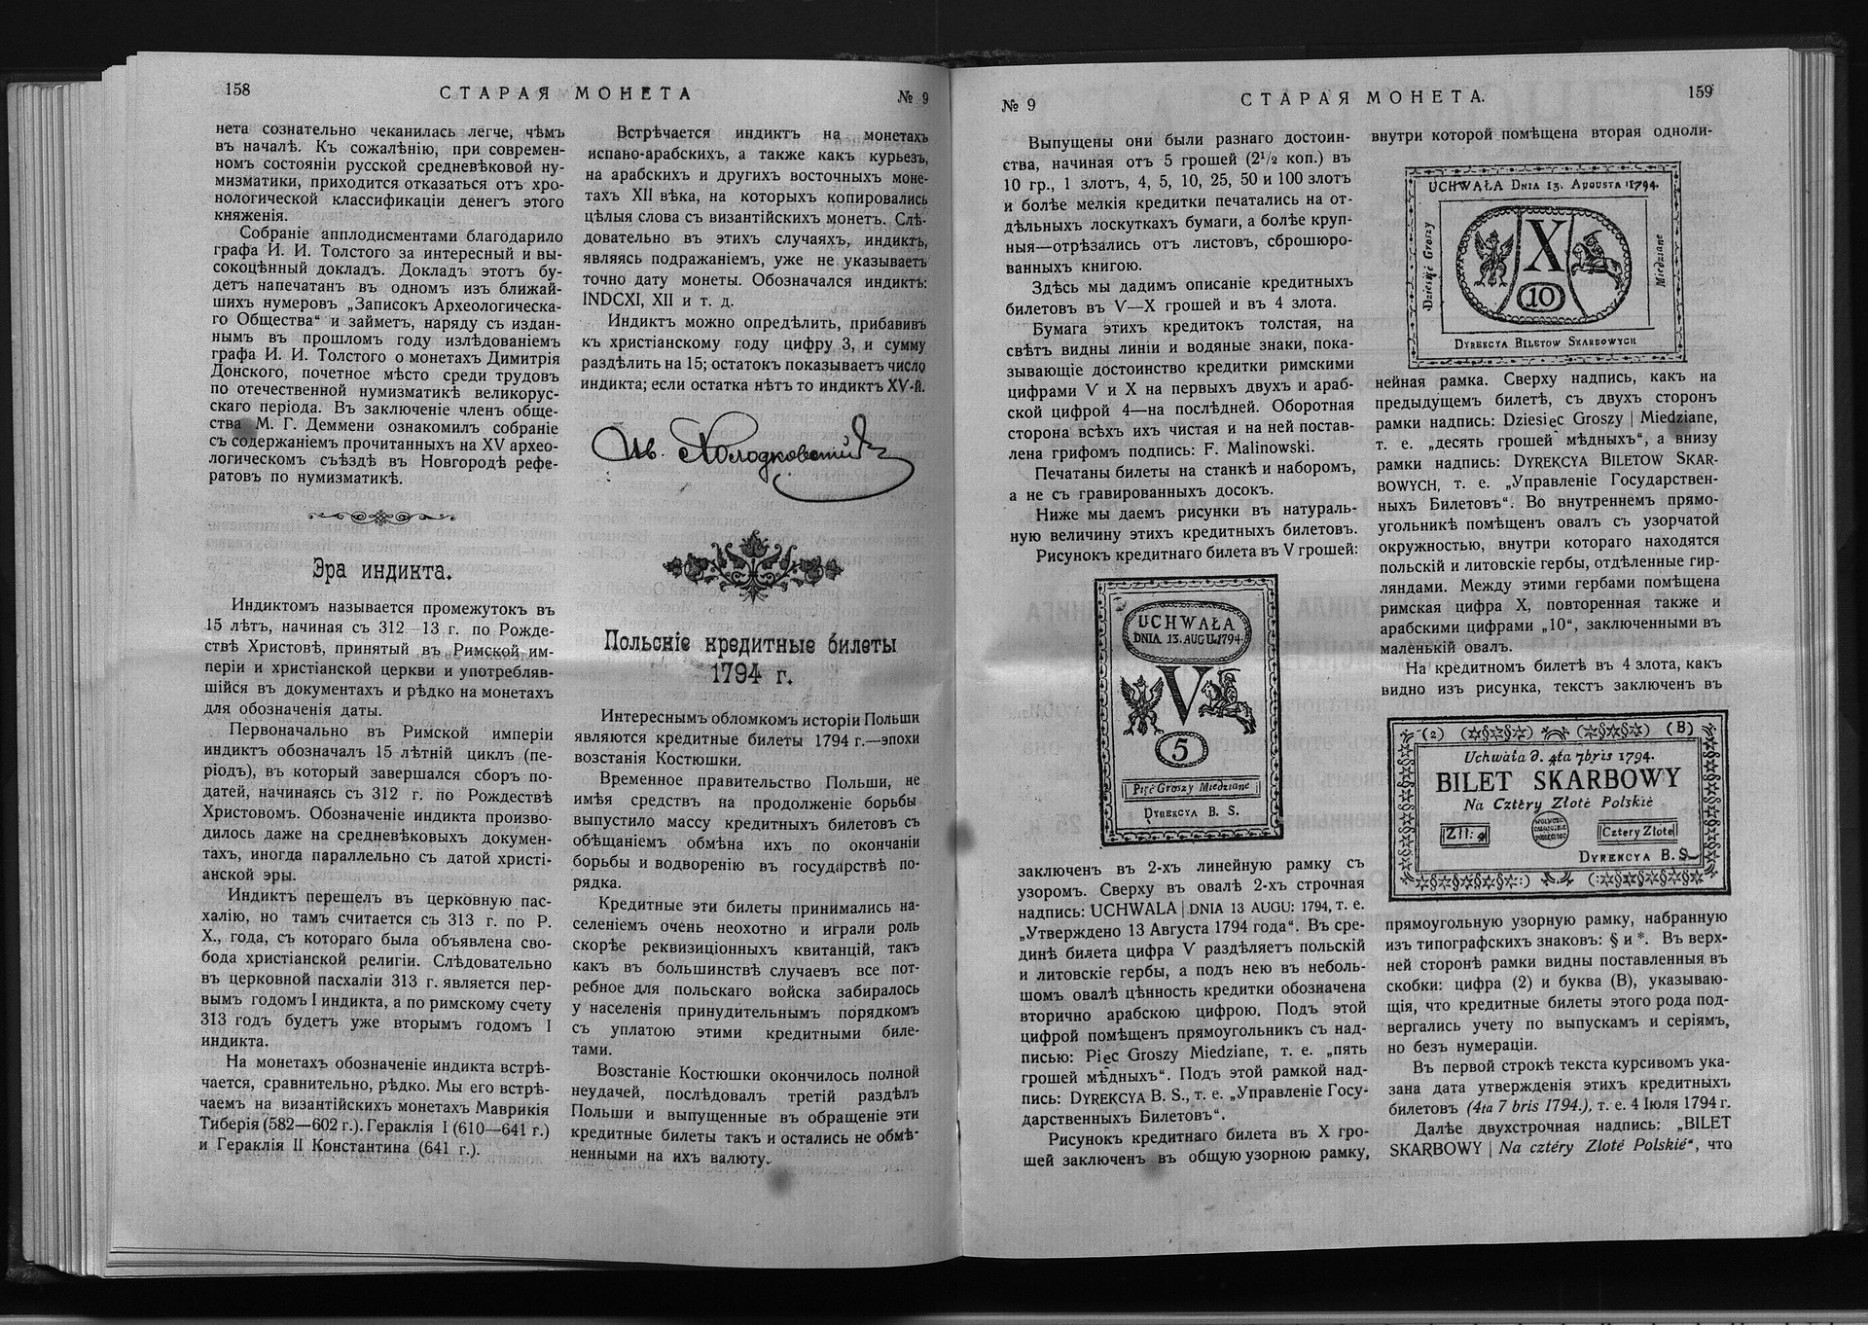 158
СТАРАЯ МОНЕТА
№ 9
нета сознательно чеканилась легче, чѣмъ
въ началѣ. Къ сожалѣнію, при современ-
номъ состояніи русской средневѣковой ну-
мизматики, приходится отказаться отъ хро-
нологической классификаціи денегъ этого
княженія.
Собраніе апплодисментами благодарило
графа И. И. Толстого за интересный и вы-
сокоцѣнный докладъ. Докладъ этотъ бу-
детъ напечатанъ въ одномъ изъ ближай-
шихъ нумеровъ „Записокъ Археологическа-
го Общества“ и займетъ, наряду съ издан-
нымъ въ прошломъ году излѣдованіемъ
графа И. И. Толстого о монетахъ Димитрія
Донского, почетное мѣсто среди трудовъ
по отечественной нумизматикѣ великорус-
скаго періода. Въ заключеніе членъ обще-
ства М. Г. Деммени ознакомилъ собраніе
съ содержаніемъ прочитанныхъ на XV архео-
логическомъ съѣздѣ въ Новгородѣ рефе-
ратовъ по нумизматикѣ.
Эра индикта.
Индиктомъ называется промежутокъ въ
15 лѣтъ, начиная съ 312 13 г. по Рожде-
ствѣ Христовѣ, принятый въ Римской им-
періи и христіанской церкви и употребляв-
шійся въ документахъ и рѣдко на монетахъ
для обозначенія даты.
Первоначально въ Римской имперіи
индиктъ обозначалъ 15 лѣтній циклъ (пе-
ріодъ), въ который завершался сборъ по-
датей, начинаясь съ 312 г. по Рождествѣ
Христовомъ. Обозначеніе индикта произво-
дилось даже на средневѣковыхъ докумен-
тахъ, иногда параллельно съ датой христі-
анской эры.
Индиктъ перешелъ въ церковную пас-
халію, но тамъ считается съ 313 г. по Р.
Х., года, съ котораго была объявлена сво-
бода христіанской религіи. Слѣдовательно
въ церковной пасхаліи 313 г. является пер-
вымъ годомъ I индикта, а по римскому счету
313 годъ будетъ уже вторымъ годомъ I
индикта.
На монетахъ обозначеніе индикта встрѣ-
чается, сравнительно, рѣдко. Мы его встрѣ-
чаемъ на византійскихъ монетахъ Маврикія
Тиберія (582—602 г.). Гераклія I (610—641 г.)
и Гераклія II Константина (641 г.).
Встрѣчается индиктъ на монетахъ
испано-арабскихъ, а также какъ курьезъ,
на арабскихъ и другихъ восточныхъ моне-
тахъ XII вѣка, на которыхъ копировались
цѣлыя слова съ византійскихъ монетъ. Слѣ-
довательно въ этихъ случаяхъ, индиктъ,
являясь подражаніемъ, уже не указываетъ
точно дату монеты. Обозначался индиктъ:
INDCXI, XII и т. д.
Индиктъ можно опредѣлить, прибавивъ
къ христіанскому году цифру 3, и сумму
раздѣлить на 15; остатокъ показываетъ число
индикта; если остатка нѣтъ то индиктъ XV-й.
Ив. Холодковскій
Польскіе кредитные билеты
1794 г.
Интереснымъ обломкомъ исторіи Польши
являются кредитные билеты 1794 г.—эпохи
возстанія Костюшки.
Временное правительство Польши, не
имѣя средствъ на продолженіе борьбы
выпустило массу кредитныхъ билетовъ съ
обѣщаніемъ обмѣна ихъ по окончаніи
борьбы и водворенію въ государствѣ по-
рядка.
Кредитные эти билеты принимались на-
селеніемъ очень неохотно и играли роль
скорѣе реквизиціонныхъ квитанцій, такъ
какъ въ большинствѣ случаевъ все пот-
ребное для польскаго войска забиралось
у населенія принудительнымъ порядкомъ
съ уплатою этими кредитными биле-
тами.
Возстаніе Костюшки окончилось полной
неудачей, послѣдовалъ третій раздѣлъ
Польши и выпущенные въ обращеніе эти
кредитные билеты такъ и остались не обмѣ-
ненными на ихъ валюту.
№ 9
СТАРАЯ МОНЕТА.
159
Выпущены они были разнаго достоин-
ства, начиная отъ 5 грошей (2½ коп.) въ
10 гр., 1 злотъ, 4, 5, 10, 25, 50 и 100 злотъ
и болѣе мелкія кредитки печатались на от-
дѣльныхъ лоскуткахъ бумаги, а болѣе круп-
ныя—отрѣзались отъ листовъ, сброшюро-
ванныхъ книгою.
Здѣсь мы дадимъ описаніе кредитныхъ
билетовъ въ V—X грошей и въ 4 злота.
Бумага этихъ кредитокъ толстая, на
свѣтъ видны линіи и водяные знаки, пока-
зывающіе достоинство кредитки римскими
цифрами V и X на первыхъ двухъ и араб-
ской цифрой 4—на послѣдней. Оборотная
сторона всѣхъ ихъ чистая и на ней постав-
лена грифомъ подпись: F. Malinowski.
Печатаны билеты на станкѣ и наборомъ,
а не съ гравированныхъ досокъ.
Ниже мы даемъ рисунки въ натураль-
ную величину этихъ кредитныхъ билетовъ.
Рисунокъ кредитнаго билета въ V грошей:
UCHWAŁA
DNIA 13. AUGU: 1794.
V
5
Pięć Groszy Miedziane
DYREKCYA B. S.
заключенъ въ 2-хъ линейную рамку съ
узоромъ. Сверху въ овалѣ 2-хъ строчная
надпись: UCHWALA | DNIA 13 AUGU: 1794, т. е.
„Утверждено 13 Августа 1794 года“. Въ сре-
динѣ билета цифра V раздѣляетъ польскій
и литовскіе гербы, а подъ нею въ неболь-
шомъ овалѣ цѣнность кредитки обозначена
вторично арабскою цифрою. Подъ этой
цифрой помѣщенъ прямоугольникъ съ над-
писью: Pięc Groszy Miedziane, т. е. „пять
грошей мѣдныхъ“. Подъ этой рамкой над-
пись: DYREKCYA B. S., т. е. „Управленіе Госу-
дарственныхъ Билетовъ“.
Рисунокъ кредитнаго билета въ X гро-
шей заключенъ въ общую узорною рамку,
внутри которой помѣщена вторая однoли-
UCHWAŁA DNIA 13. AUGUSTA 1794.
Dziesięć Groszy
X
10
Miedziane
DYREKCYA BILETOW SKARBOWYCH
нейная рамка. Сверху надпись, какъ на
предыдущемъ билетѣ, съ двухъ сторонъ
рамки надпись: Dziesięc Groszy | Miedziane,
т. е. „десять грошей мѣдныхъ“, а внизу
рамки надпись: DYREKCYA BILETOW SKAR-
BOWYCH, т. е. „Управленіе Государствен-
ныхъ Билетовъ“. Во внутреннемъ прямо-
угольникѣ помѣщенъ овалъ съ узорчатой
окружностью, внутри котораго находятся
польскій и литовскіе гербы, отдѣленные гир-
ляндами. Между этими гербами помѣщена
римская цифра X, повторенная также и
арабскими цифрами „10“, заключенными въ
маленькій овалъ.
На кредитномъ билетѣ въ 4 злота, какъ
видно изъ рисунка, текстъ заключенъ въ
(2) (☆§☆§☆) (☆§☆§☆) (B)
Uchwała d. 4ta 7bris 1794.
BILET SKARBOWY
Na Cztéry Złoté Polskié
Złł: 4
Cztery Złote
DYREKCYA B. S.
прямоугольную узорную рамку, набранную
изъ типографскихъ знаковъ: § и *. Въ верх-
ней сторонѣ рамки видны поставленныя въ
скобки: цифра (2) и буква (B), указываю-
щія, что кредитные билеты этого рода под-
вергались учету по выпускамъ и серіямъ,
но безъ нумераціи.
Въ первой строкѣ текста курсивомъ ука-
зана дата утвержденія этихъ кредитныхъ
билетовъ (4ta 7 bris 1794.), т. е. 4 Іюля 1794 г.
Далѣе двухстрочная надпись: „BILET
SKARBOWY | Na cztéry Zloté Polskié“, что